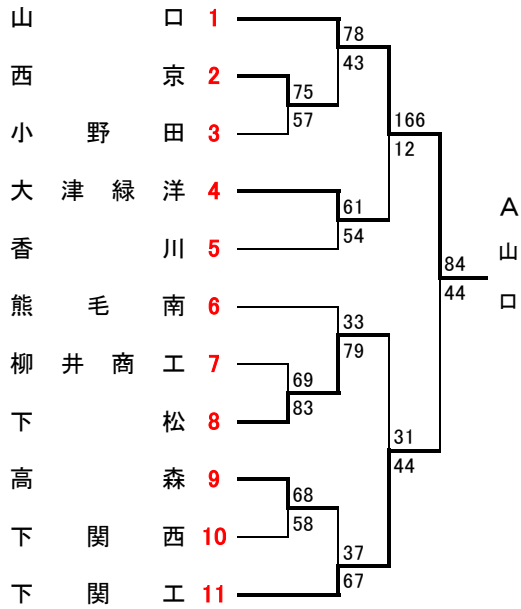 山口 1
西京 2
小野田 3
大津緑洋 4
香川 5
熊毛南 6
柳井商工 7
下松 8
高森 9
下関西 10
下関工 11
75
57
69
83
68
58
78
43
61
54
33
79
37
67
166
12
31
44
84
44
A山口